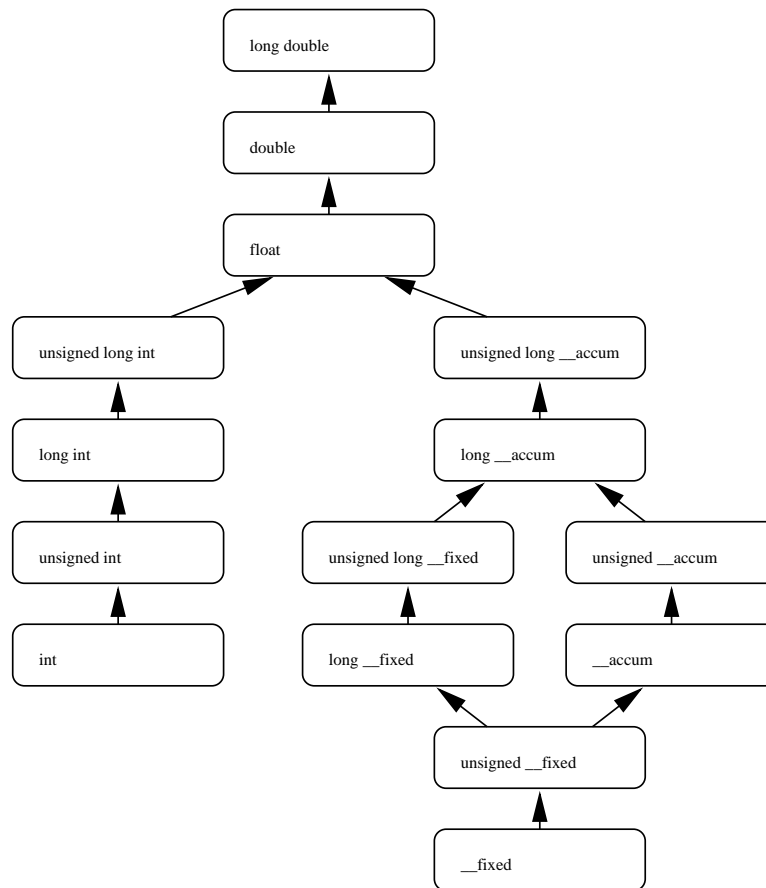 long double
double
float
unsigned long int
unsigned long __accum
long int
long __accum
unsigned int
unsigned long __fixed
unsigned __accum
int
long __fixed
__accum
unsigned __fixed
__fixed